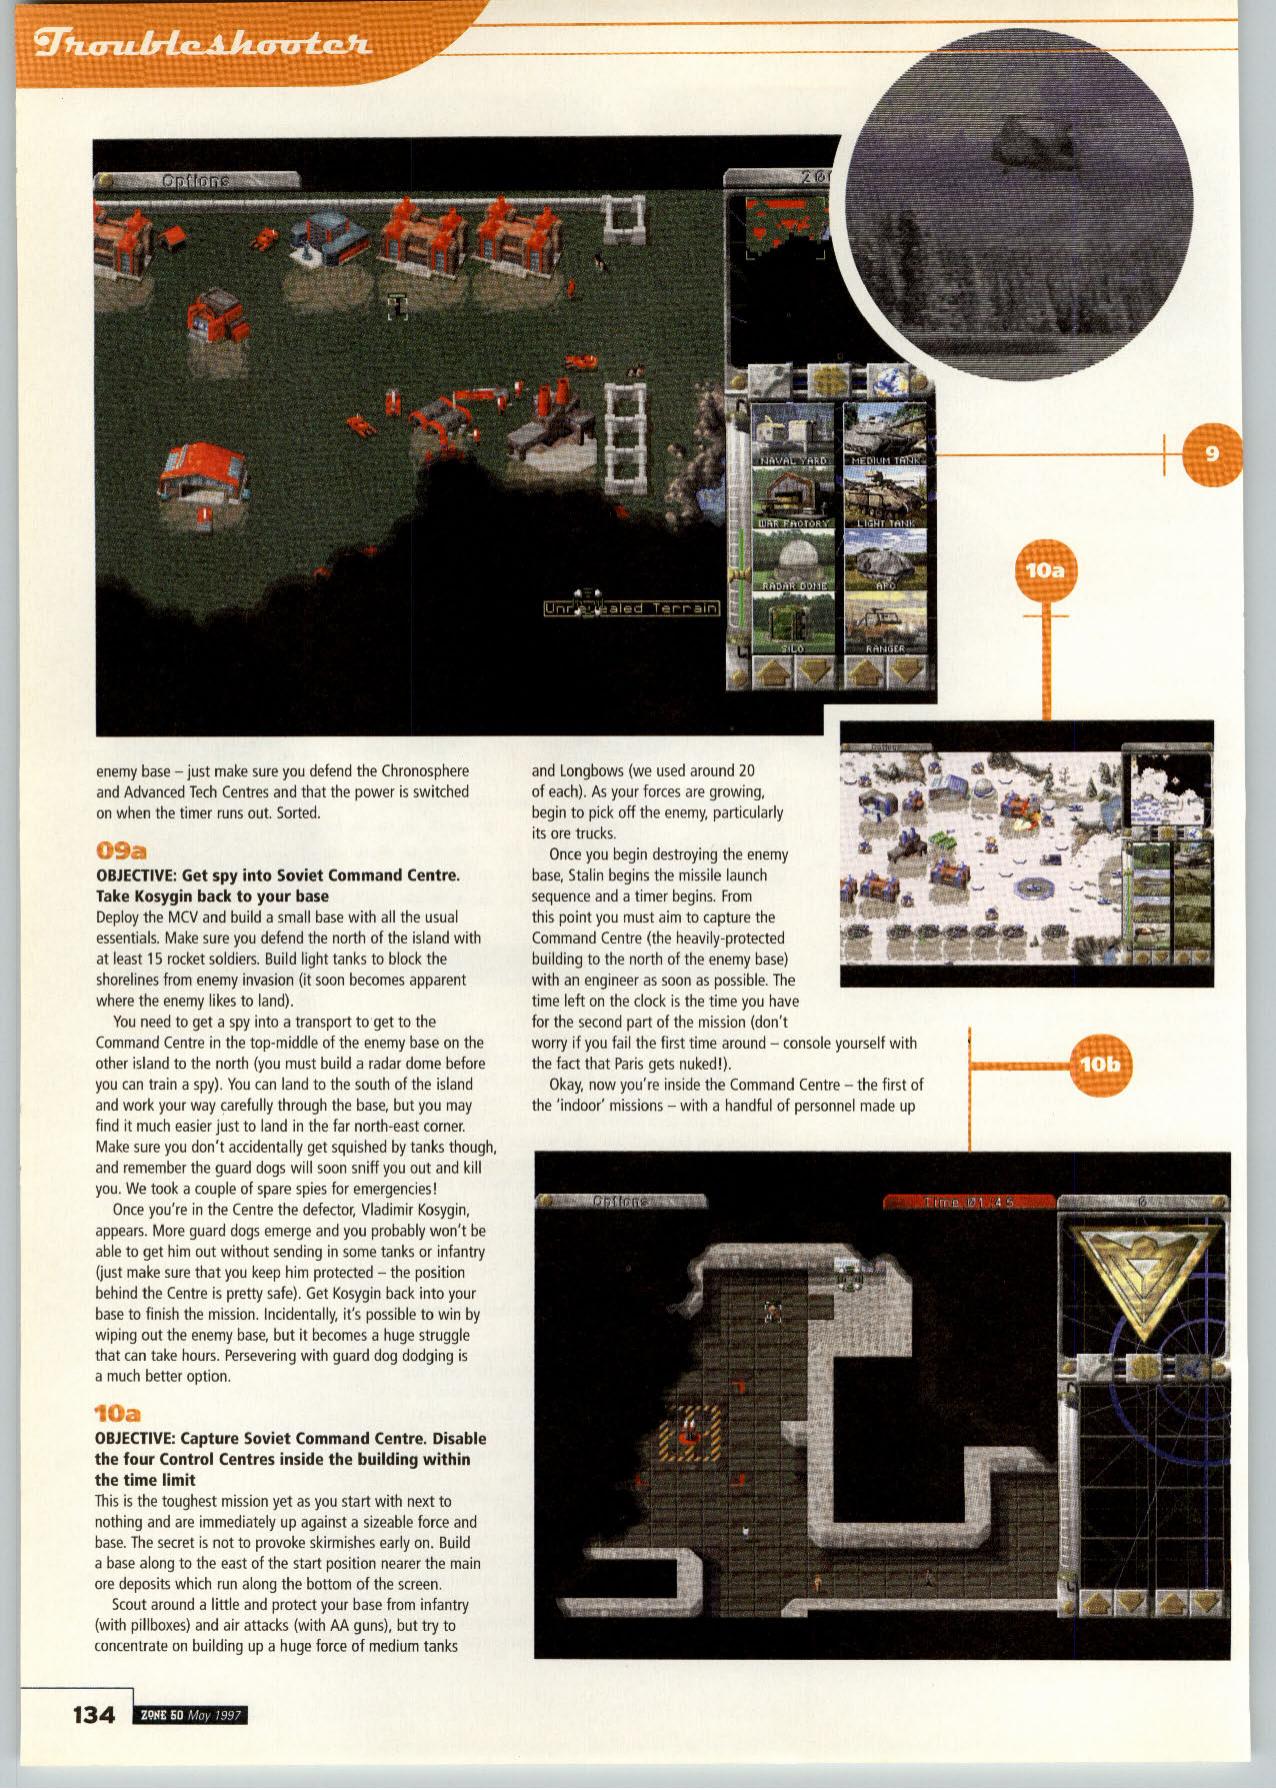 Troubleshooter
Options
NAVAL YARD
MEDIUM TANK
WAR FACTORY
LIGHT TANK
RADAR DOME
APC
SILO
RANGER
Unrevealed Terrain
9
10a
enemy base – just make sure you defend the Chronosphere
and Advanced Tech Centres and that the power is switched
on when the timer runs out. Sorted.
09a
OBJECTIVE: Get spy into Soviet Command Centre.
Take Kosygin back to your base
Deploy the MCV and build a small base with all the usual
essentials. Make sure you defend the north of the island with
at least 15 rocket soldiers. Build light tanks to block the
shorelines from enemy invasion (it soon becomes apparent
where the enemy likes to land).
You need to get a spy into a transport to get to the
Command Centre in the top-middle of the enemy base on the
other island to the north (you must build a radar dome before
you can train a spy). You can land to the south of the island
and work your way carefully through the base, but you may
find it much easier just to land in the far north-east corner.
Make sure you don't accidentally get squished by tanks though,
and remember the guard dogs will soon sniff you out and kill
you. We took a couple of spare spies for emergencies!
Once you're in the Centre the defector, Vladimir Kosygin,
appears. More guard dogs emerge and you probably won't be
able to get him out without sending in some tanks or infantry
(just make sure that you keep him protected – the position
behind the Centre is pretty safe). Get Kosygin back into your
base to finish the mission. Incidentally, it's possible to win by
wiping out the enemy base, but it becomes a huge struggle
that can take hours. Persevering with guard dog dodging is
a much better option.
10a
OBJECTIVE: Capture Soviet Command Centre. Disable
the four Control Centres inside the building within
the time limit
This is the toughest mission yet as you start with next to
nothing and are immediately up against a sizeable force and
base. The secret is not to provoke skirmishes early on. Build
a base along to the east of the start position nearer the main
ore deposits which run along the bottom of the screen.
Scout around a little and protect your base from infantry
(with pillboxes) and air attacks (with AA guns), but try to
concentrate on building up a huge force of medium tanks
and Longbows (we used around 20
of each). As your forces are growing,
begin to pick off the enemy, particularly
its ore trucks.
Once you begin destroying the enemy
base, Stalin begins the missile launch
sequence and a timer begins. From
this point you must aim to capture the
Command Centre (the heavily-protected
building to the north of the enemy base)
with an engineer as soon as possible. The
time left on the clock is the time you have
for the second part of the mission (don't
worry if you fail the first time around – console yourself with
the fact that Paris gets nuked!).
Okay, now you're inside the Command Centre – the first of
the 'indoor' missions – with a handful of personnel made up
10b
Options
Time 01:45
0
134
ZONE 50 May 1997